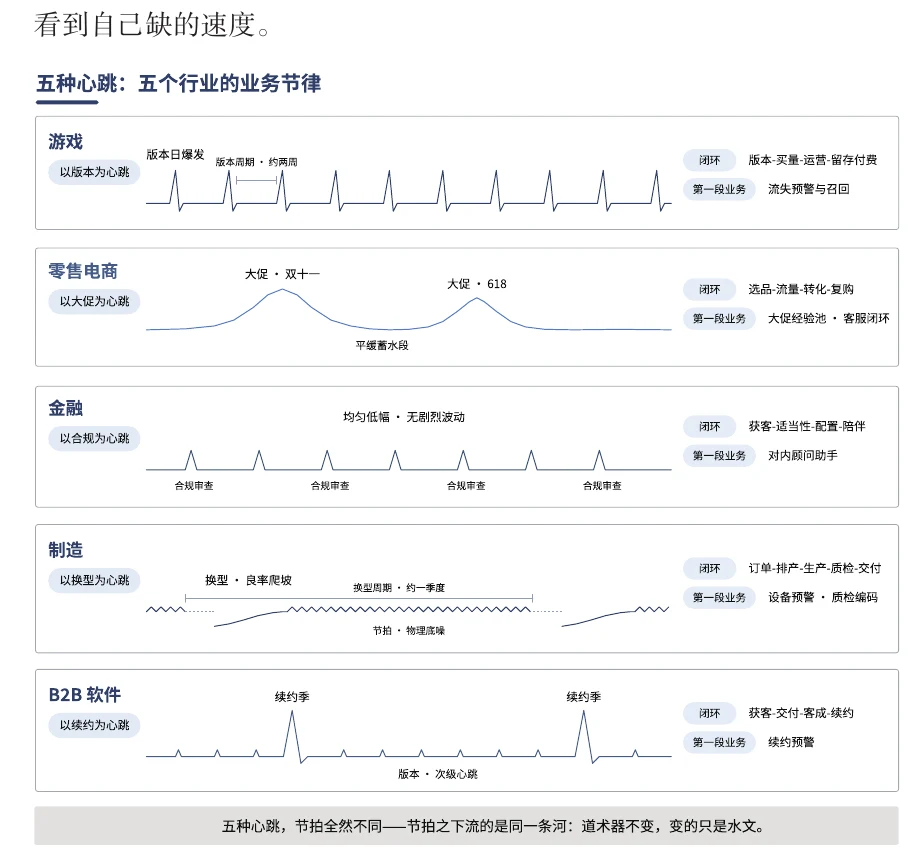 看到自己缺的速度。
五种心跳：五个行业的业务节律
游戏
以版本为心跳
版本日爆发
版本周期 · 约两周
闭环
版本-买量-运营-留存付费
第一段业务
流失预警与召回
零售电商
以大促为心跳
大促 · 双十一
大促 · 618
平缓蓄水段
闭环
选品-流量-转化-复购
第一段业务
大促经验池 · 客服闭环
金融
以合规为心跳
均匀低幅 · 无剧烈波动
合规审查
合规审查
合规审查
合规审查
闭环
获客-适当性-配置-陪伴
第一段业务
对内顾问助手
制造
以换型为心跳
换型 · 良率爬坡
换型周期 · 约一季度
节拍 · 物理底噪
闭环
订单-排产-生产-质检-交付
第一段业务
设备预警 · 质检编码
B2B 软件
以续约为心跳
续约季
续约季
版本 · 次级心跳
闭环
获客-交付-客成-续约
第一段业务
续约预警
五种心跳，节拍全然不同——节拍之下流的是同一条河：道术器不变，变的只是水文。